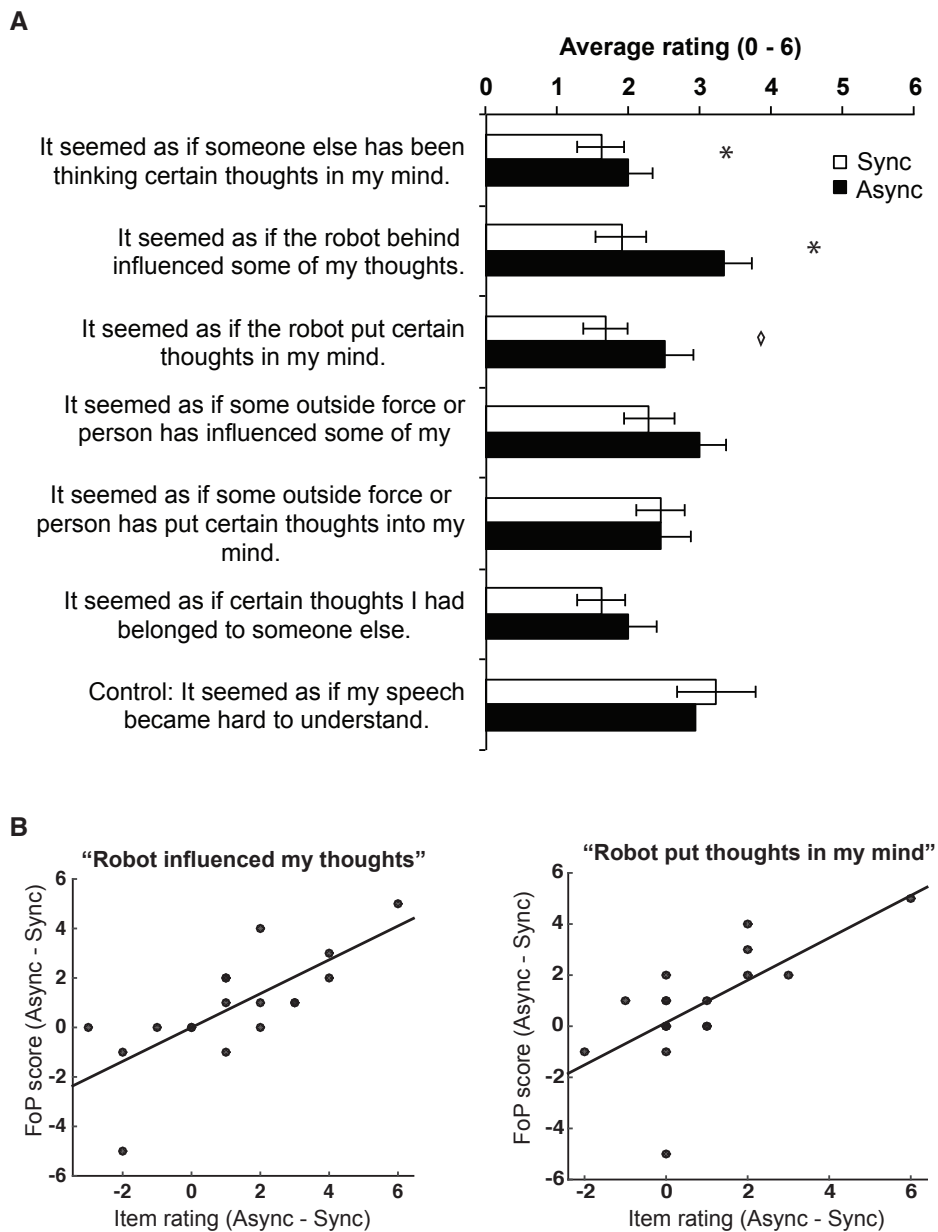 A
Average rating (0 - 6)
0 1 2 3 4 5 6
It seemed as if someone else has been
thinking certain thoughts in my mind.
*
Sync
Async
It seemed as if the robot behind
influenced some of my thoughts.
*
It seemed as if the robot put certain
thoughts in my mind.
◊
It seemed as if some outside force or
person has influenced some of my
It seemed as if some outside force or
person has put certain thoughts into my
mind.
It seemed as if certain thoughts I had
belonged to someone else.
Control: It seemed as if my speech
became hard to understand.
B
“Robot influenced my thoughts”
FoP score (Async - Sync)
6
4
2
0
-2
-4
-6
-2 0 2 4 6
Item rating (Async - Sync)
“Robot put thoughts in my mind”
FoP score (Async - Sync)
6
4
2
0
-2
-4
-6
-2 0 2 4 6
Item rating (Async - Sync)